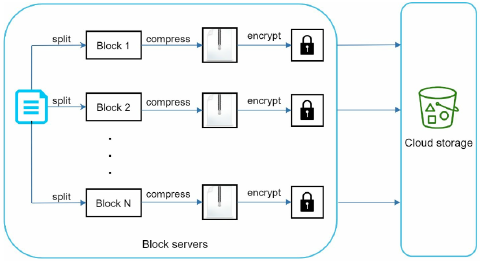 split
Block 1
compress
encrypt
split
Block 2
compress
encrypt
.
.
.
split
Block N
compress
encrypt
Block servers
Cloud storage